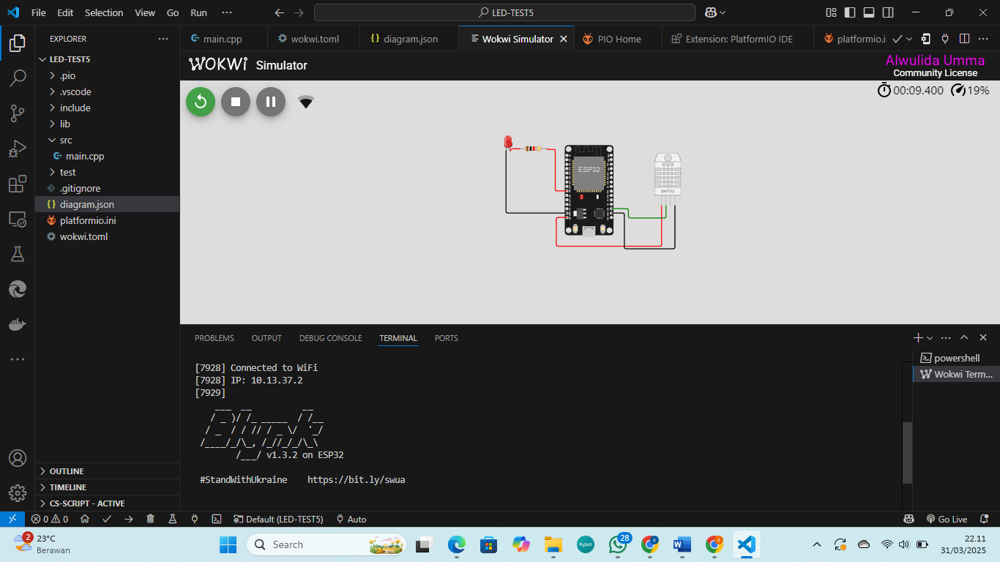 File Edit Selection View Go Run ··· LED-TEST5
EXPLORER ···
LED-TEST5
.pio
.vscode
include
lib
src
main.cpp
test
.gitignore
diagram.json
platformio.ini
wokwi.toml
OUTLINE
TIMELINE
CS-SCRIPT - ACTIVE
main.cpp wokwi.toml {} diagram.json Wokwi Simulator PIO Home Extension: PlatformIO IDE platformio.i
WOKWi Simulator
Alwulida Umma
Community License
00:09.400 19%
ESP32
DHT22
PROBLEMS OUTPUT DEBUG CONSOLE TERMINAL PORTS
powershell
Wokwi Term...
[7928] Connected to WiFi
[7928] IP: 10.13.37.2
[7929]
    ___  __          __
   / _ )/ /_ _____  / /__
  / _  / / // / _ \/  '_/
 /____/_/\_, /_//_/_/\_\
        /___/ v1.3.2 on ESP32
#StandWithUkraine    https://bit.ly/swua
0 0 Default (LED-TEST5) Auto Go Live
2 23°C
Berawan
Search
MySkill
28
22.11
31/03/2025